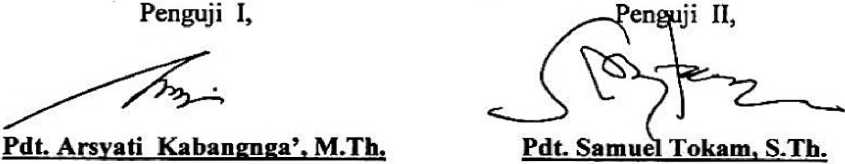 Penguji I,
Penguji II,
Pdt. Arsyati Kabangnga', M.Th.
Pdt. Samuel Tokam, S.Th.